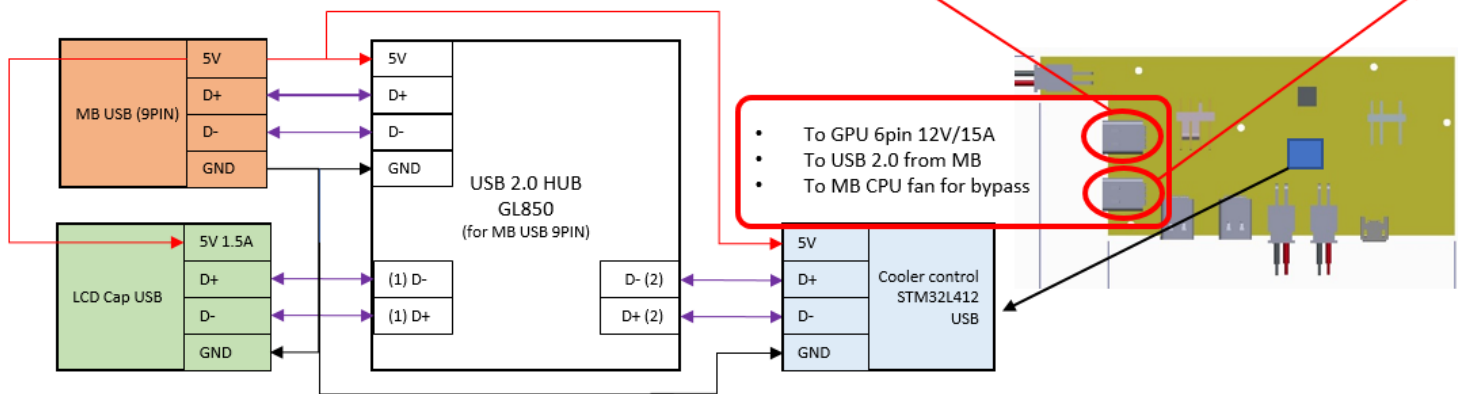 MB USB (9PIN)
5V
D+
D-
GND
LCD Cap USB
5V 1.5A
D+
D-
GND
5V
D+
D-
GND
USB 2.0 HUB
GL850
(for MB USB 9PIN)
(1) D-
(1) D+
D- (2)
D+ (2)
• To GPU 6pin 12V/15A
• To USB 2.0 from MB
• To MB CPU fan for bypass
5V
D+
D-
GND
Cooler control
STM32L412
USB